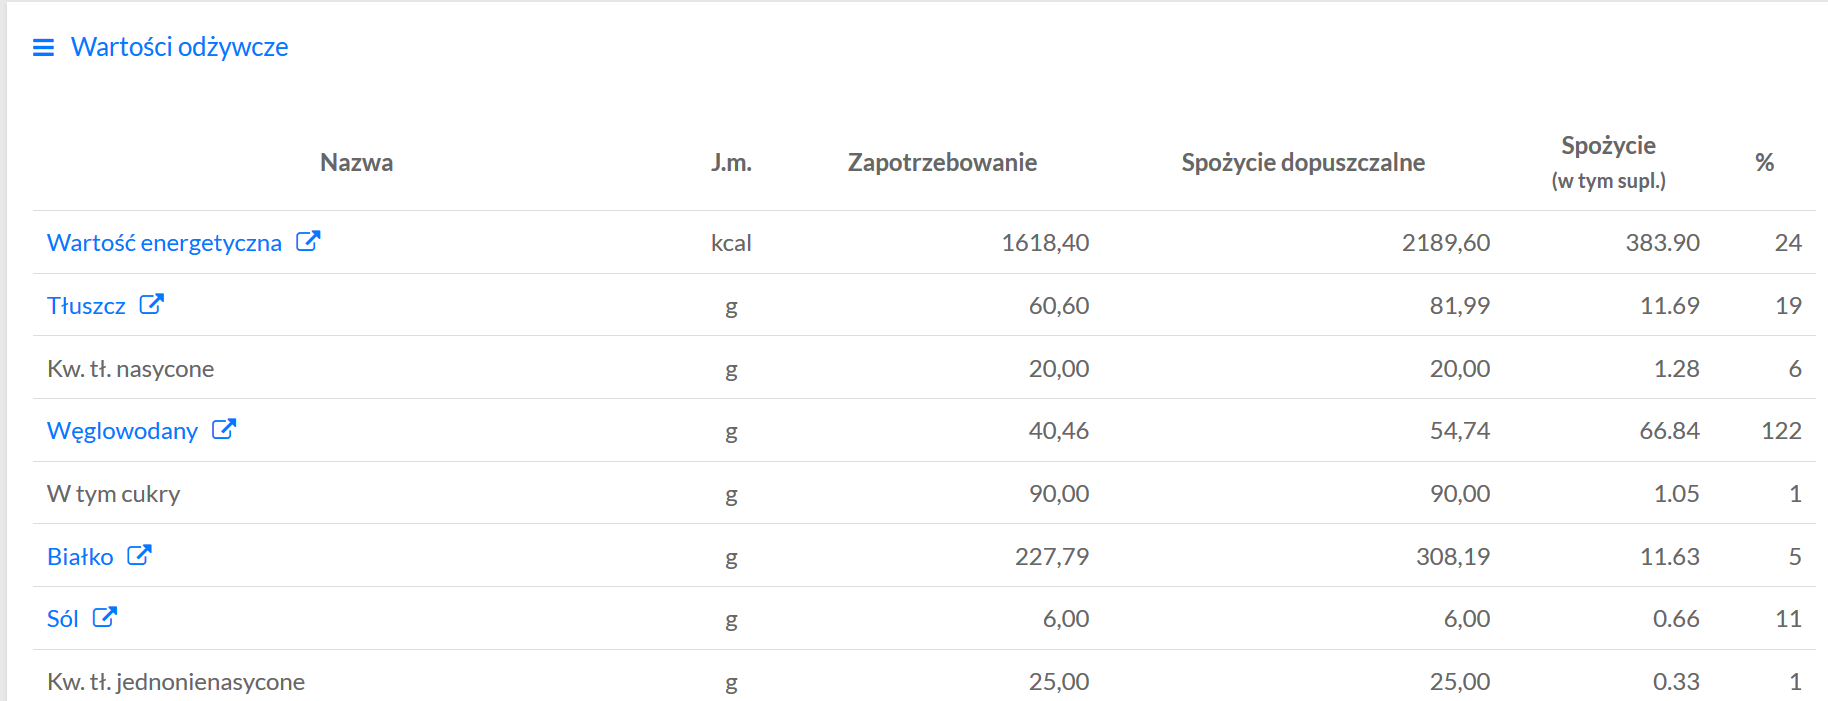 Wartości odżywcze
Nazwa J.m. Zapotrzebowanie Spożycie dopuszczalne Spożycie (w tym supl.) %
Wartość energetyczna kcal 1618,40 2189,60 383.90 24
Tłuszcz g 60,60 81,99 11.69 19
Kw. tł. nasycone g 20,00 20,00 1.28 6
Węglowodany g 40,46 54,74 66.84 122
W tym cukry g 90,00 90,00 1.05 1
Białko g 227,79 308,19 11.63 5
Sól g 6,00 6,00 0.66 11
Kw. tł. jednonienasycone g 25,00 25,00 0.33 1